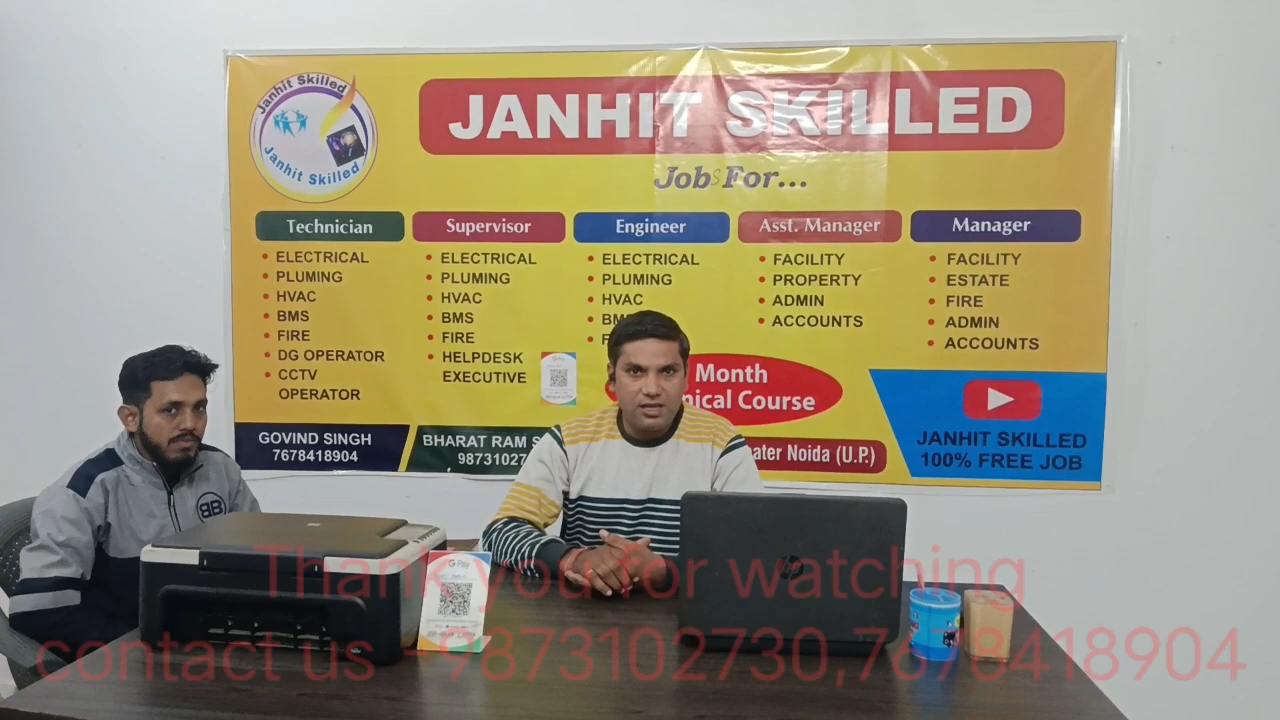 Janhit Skilled
Janhit Skilled
JANHIT SKILLED
Jobs For...
Technician
ELECTRICAL
PLUMING
HVAC
BMS
FIRE
DG OPERATOR
CCTV
OPERATOR
Supervisor
ELECTRICAL
PLUMING
HVAC
BMS
FIRE
HELPDESK
EXECUTIVE
Engineer
ELECTRICAL
PLUMING
HVAC
Asst. Manager
FACILITY
PROPERTY
ADMIN
ACCOUNTS
Manager
FACILITY
ESTATE
FIRE
ADMIN
ACCOUNTS
Month
Course
GOVIND SINGH
7678418904
BHARAT RAM
Noida (U.P.)
JANHIT SKILLED
100% FREE JOB
G Pay
hp
Thank you for watching
contact us 9873102730,7678418904